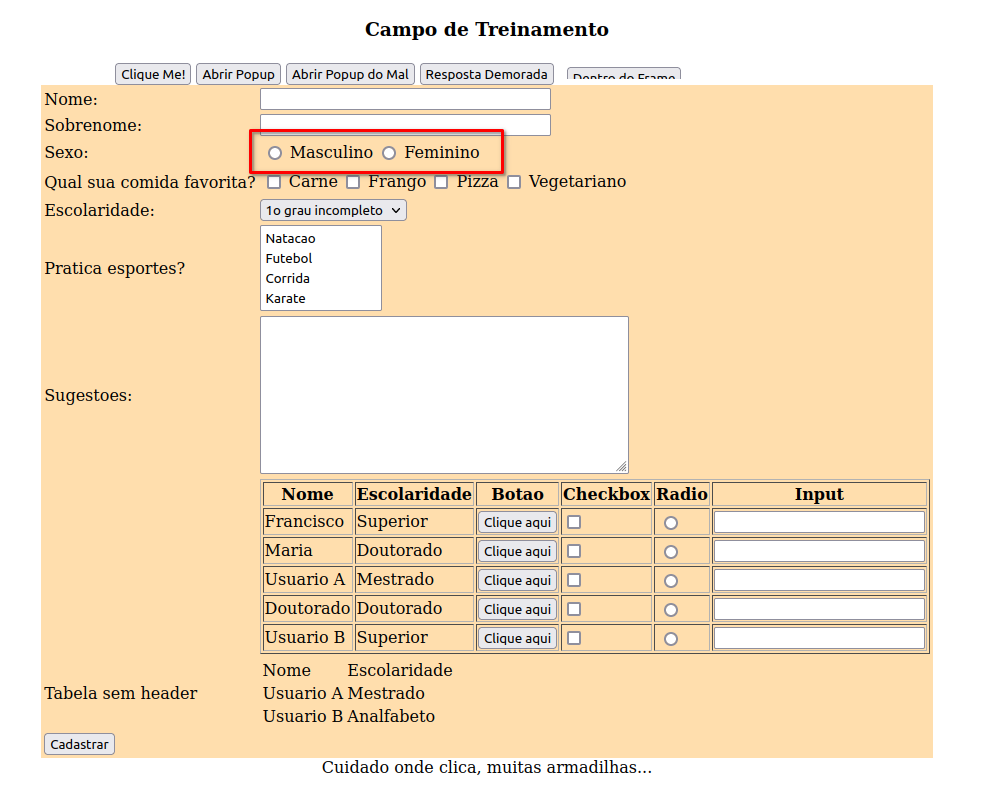 Campo de Treinamento
Clique Me! Abrir Popup Abrir Popup do Mal Resposta Demorada Dentro do Frame
Nome:
Sobrenome:
Sexo: Masculino Feminino
Qual sua comida favorita? Carne Frango Pizza Vegetariano
Escolaridade: 1o grau incompleto
Natacao
Futebol
Pratica esportes?
Corrida
Karate
Sugestoes:
Nome Escolaridade Botao Checkbox Radio Input
Francisco Superior Clique aqui
Maria Doutorado Clique aqui
Usuario A Mestrado Clique aqui
Doutorado Doutorado Clique aqui
Usuario B Superior Clique aqui
Nome Escolaridade
Tabela sem header Usuario A Mestrado
Usuario B Analfabeto
Cadastrar
Cuidado onde clica, muitas armadilhas...